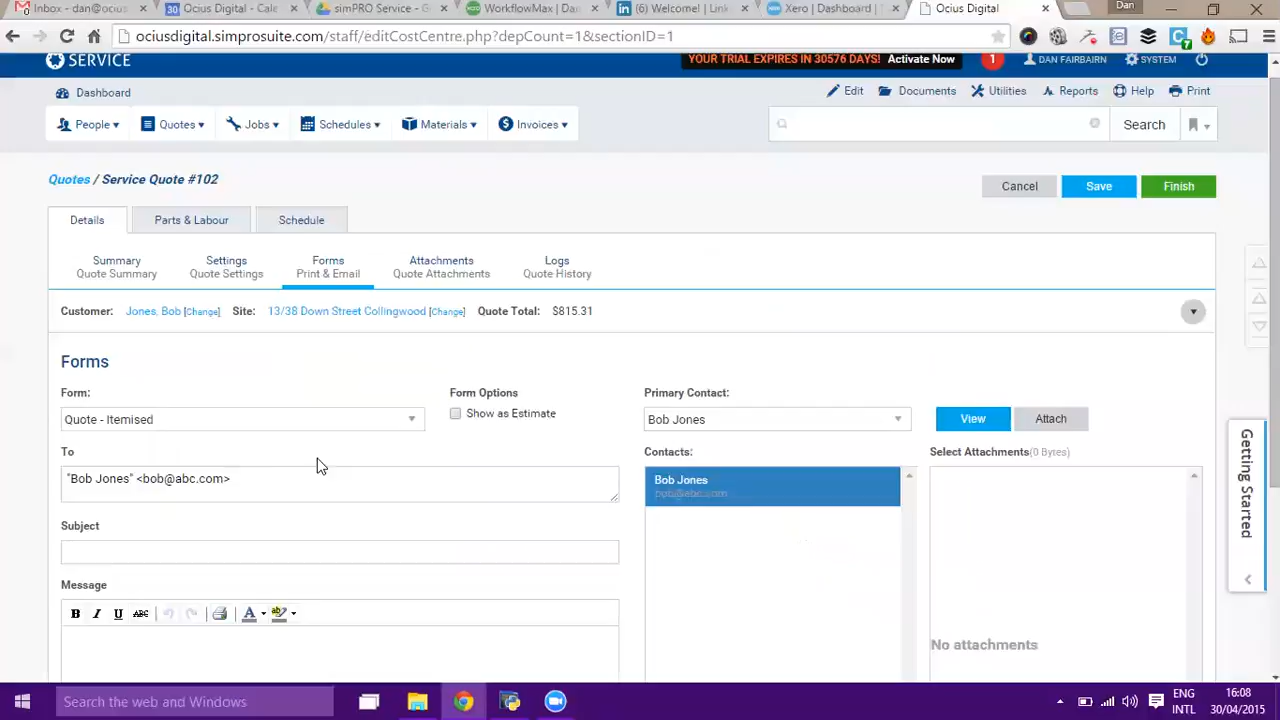 Inbox - dan@ocius
30 Ocius Digital - Cale
simPRO Service - G
WorkflowMax | Da
(6) Welcome! | Link
Xero | Dashboard |
Ocius Digital
Dan
ociusdigital.simprosuite.com/staff/editCostCentre.php?depCount=1&sectionID=1
SERVICE
YOUR TRIAL EXPIRES IN 30576 DAYS! Activate Now
1
DAN FAIRBAIRN
SYSTEM
Dashboard
Edit
Documents
Utilities
Reports
Help
Print
People
Quotes
Jobs
Schedules
Materials
Invoices
Search
Quotes / Service Quote #102
Cancel
Save
Finish
Details
Parts & Labour
Schedule
Summary
Quote Summary
Settings
Quote Settings
Forms
Print & Email
Attachments
Quote Attachments
Logs
Quote History
Customer: Jones, Bob [Change] Site: 13/38 Down Street Collingwood [Change] Quote Total: $815.31
Forms
Form:
Form Options
Primary Contact:
Quote - Itemised
Show as Estimate
Bob Jones
View
Attach
To
Contacts:
Select Attachments(0 Bytes)
"Bob Jones" <bob@abc.com>
Bob Jones
bob@abc.com
Subject
Message
B I U ABC
A
ab
No attachments
Getting Started
Search the web and Windows
ENG
INTL
16:08
30/04/2015